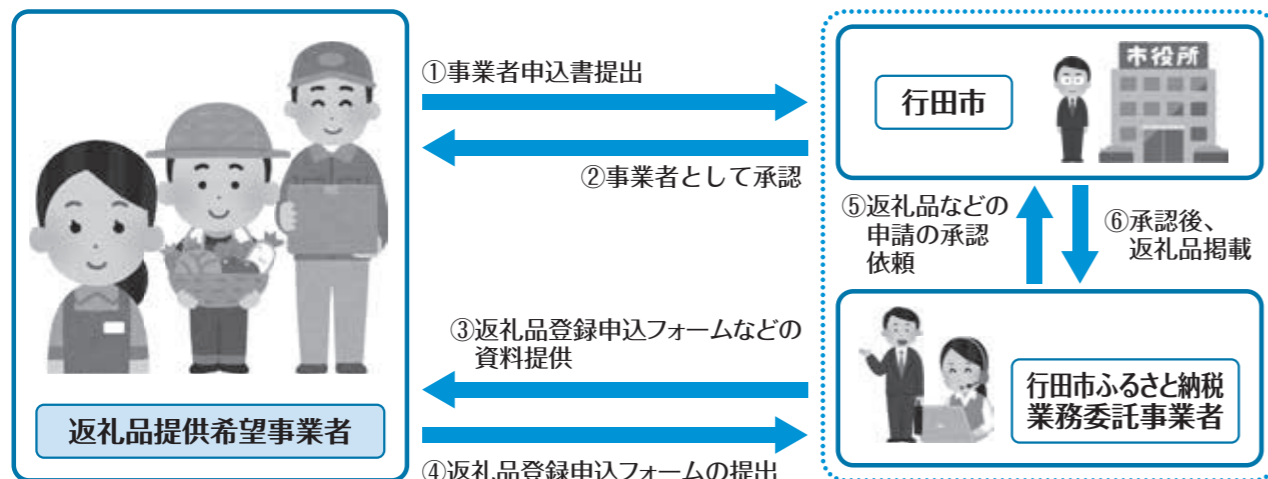 ①事業者申込書提出
②事業者として承認
市役所
行田市
⑤返礼品などの
申請の承認
依頼
⑥承認後、
返礼品掲載
③返礼品登録申込フォームなどの
資料提供
④返礼品登録申込フォームの提出
返礼品提供希望事業者
行田市ふるさと納税
業務委託事業者